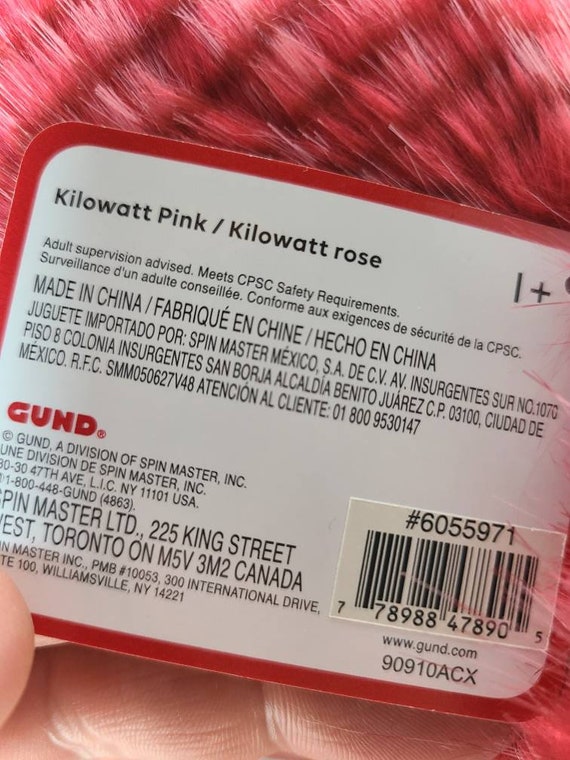 Kilowatt Pink / Kilowatt rose
Adult supervision advised. Meets CPSC Safety Requirements.
Surveillance d'un adulte conseillée. Conforme aux exigences de sécurité de la CPSC.
1+
MADE IN CHINA / FABRIQUÉ EN CHINE / HECHO EN CHINA
JUGUETE IMPORTADO POR: SPIN MASTER MÉXICO, S.A. DE C.V. AV. INSURGENTES SUR NO.1070
PISO 8 COLONIA INSURGENTES SAN BORJA ALCALDÍA BENITO JUÁREZ C.P. 03100, CIUDAD DE
MÉXICO. R.F.C. SMM050627V48 ATENCIÓN AL CLIENTE: 01 800 9530147
GUND®
© GUND, A DIVISION OF SPIN MASTER, INC.
UNE DIVISION DE SPIN MASTER, INC.
30-30 47TH AVE, L.I.C. NY 11101 USA.
1-800-448-GUND (4863).
SPIN MASTER LTD., 225 KING STREET
WEST, TORONTO ON M5V 3M2 CANADA
IN MASTER INC., PMB #10053, 300 INTERNATIONAL DRIVE,
TE 100, WILLIAMSVILLE, NY 14221
#6055971
7 78988 47890 5
www.gund.com
90910ACX